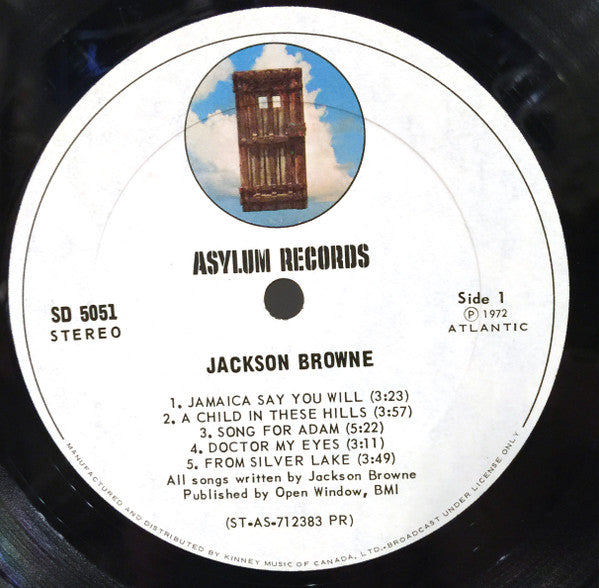 ASYLUM RECORDS
SD 5051
STEREO
Side 1
℗ 1972
ATLANTIC
JACKSON BROWNE
1. JAMAICA SAY YOU WILL (3:23)
2. A CHILD IN THESE HILLS (3:57)
3. SONG FOR ADAM (5:22)
4. DOCTOR MY EYES (3:11)
5. FROM SILVER LAKE (3:49)
All songs written by Jackson Browne
Published by Open Window, BMI
(ST-AS-712383 PR)
MANUFACTURED AND DISTRIBUTED BY KINNEY MUSIC OF CANADA, LTD.-BROADCAST UNDER LICENSE ONLY